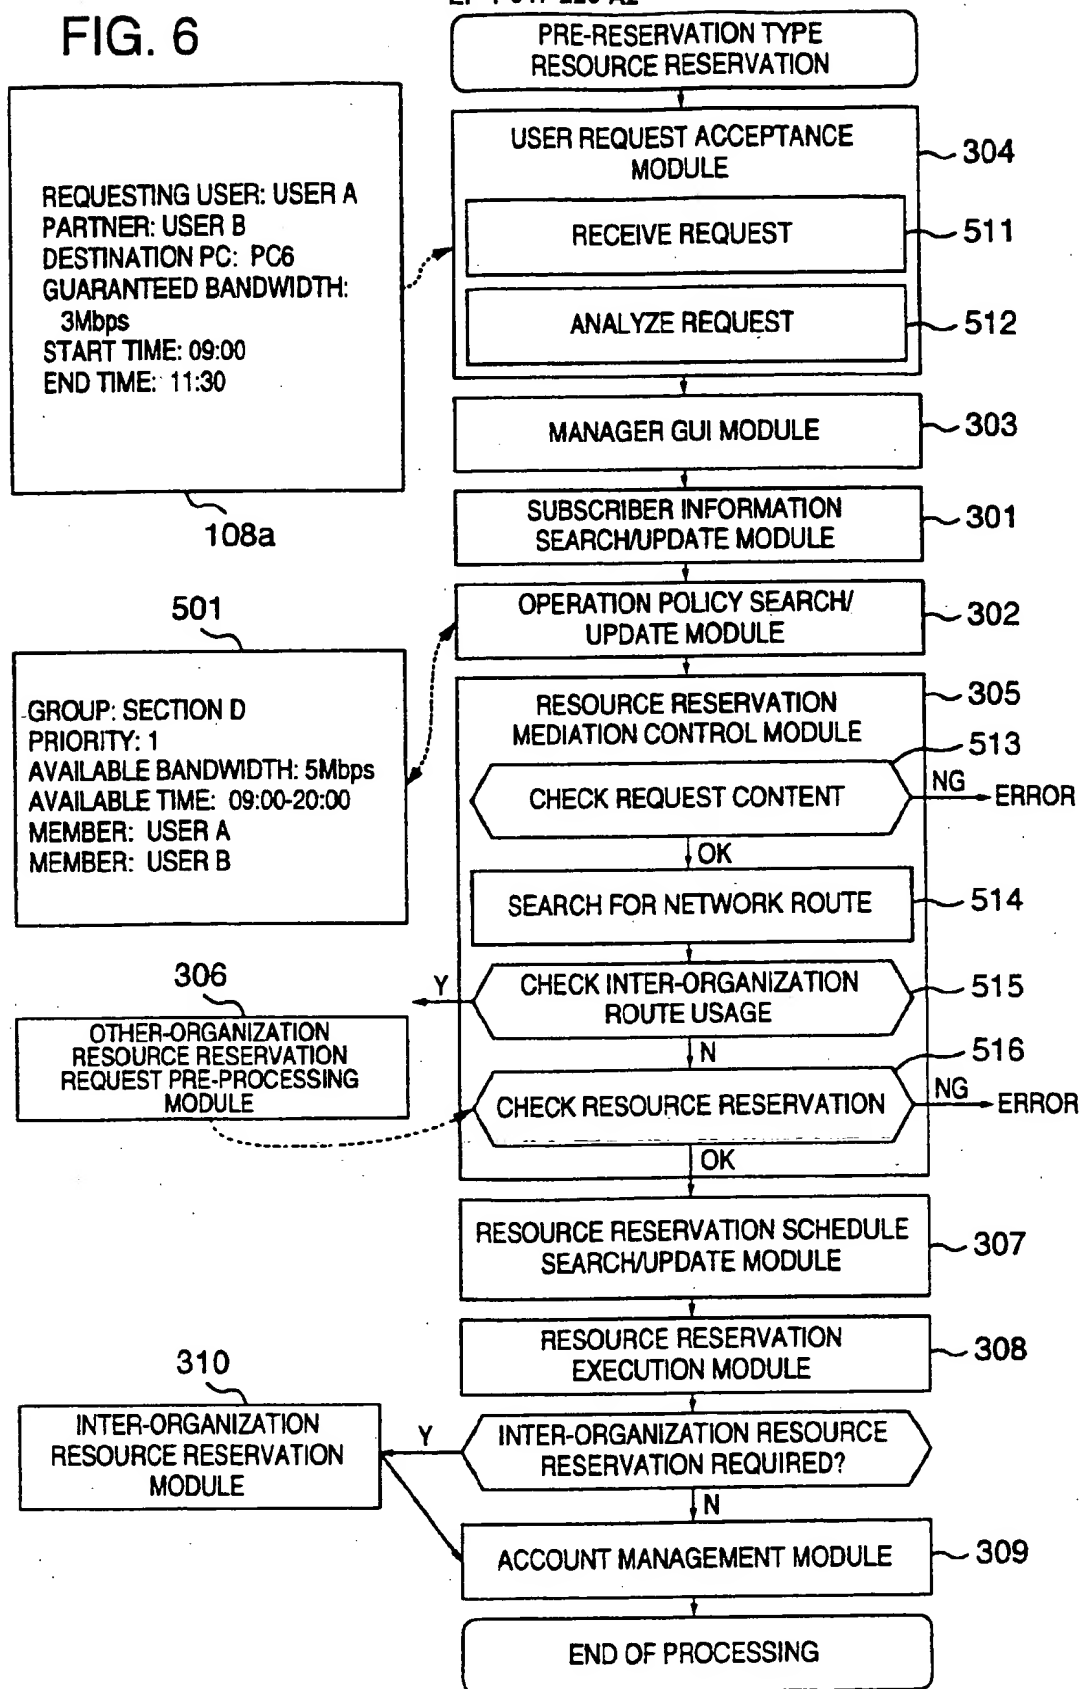 FIG. 6
PRE-RESERVATION TYPE
RESOURCE RESERVATION
REQUESTING USER: USER A
PARTNER: USER B
DESTINATION PC: PC6
GUARANTEED BANDWIDTH:
3Mbps
START TIME: 09:00
END TIME: 11:30
108a
USER REQUEST ACCEPTANCE
MODULE
304
RECEIVE REQUEST
511
ANALYZE REQUEST
512
MANAGER GUI MODULE
303
SUBSCRIBER INFORMATION
SEARCH/UPDATE MODULE
301
OPERATION POLICY SEARCH/
UPDATE MODULE
302
501
GROUP: SECTION D
PRIORITY: 1
AVAILABLE BANDWIDTH: 5Mbps
AVAILABLE TIME: 09:00-20:00
MEMBER: USER A
MEMBER: USER B
RESOURCE RESERVATION
MEDIATION CONTROL MODULE
305
513
CHECK REQUEST CONTENT
NG
ERROR
OK
SEARCH FOR NETWORK ROUTE
514
CHECK INTER-ORGANIZATION
ROUTE USAGE
515
Y
N
306
OTHER-ORGANIZATION
RESOURCE RESERVATION
REQUEST PRE-PROCESSING
MODULE
516
CHECK RESOURCE RESERVATION
NG
ERROR
OK
RESOURCE RESERVATION SCHEDULE
SEARCH/UPDATE MODULE
307
RESOURCE RESERVATION
EXECUTION MODULE
308
310
INTER-ORGANIZATION
RESOURCE RESERVATION
MODULE
Y
INTER-ORGANIZATION RESOURCE
RESERVATION REQUIRED?
N
ACCOUNT MANAGEMENT MODULE
309
END OF PROCESSING